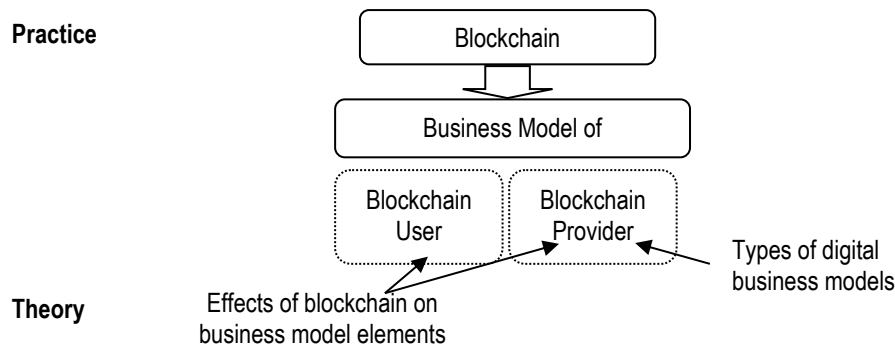 Practice
Blockchain
Business Model of
Blockchain
User
Blockchain
Provider
Types of digital
business models
Theory
Effects of blockchain on
business model elements